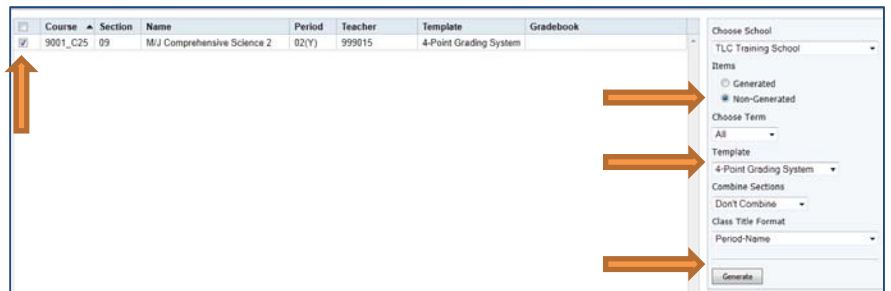 Course Section Name Period Teacher Template Gradebook
9001_C25 09 M/J Comprehensive Science 2 02(Y) 999015 4-Point Grading System
Choose School
TLC Training School
Items
Generated
Non-Generated
Choose Term
All
Template
4-Point Grading System
Combine Sections
Don't Combine
Class Title Format
Period-Name
Generate